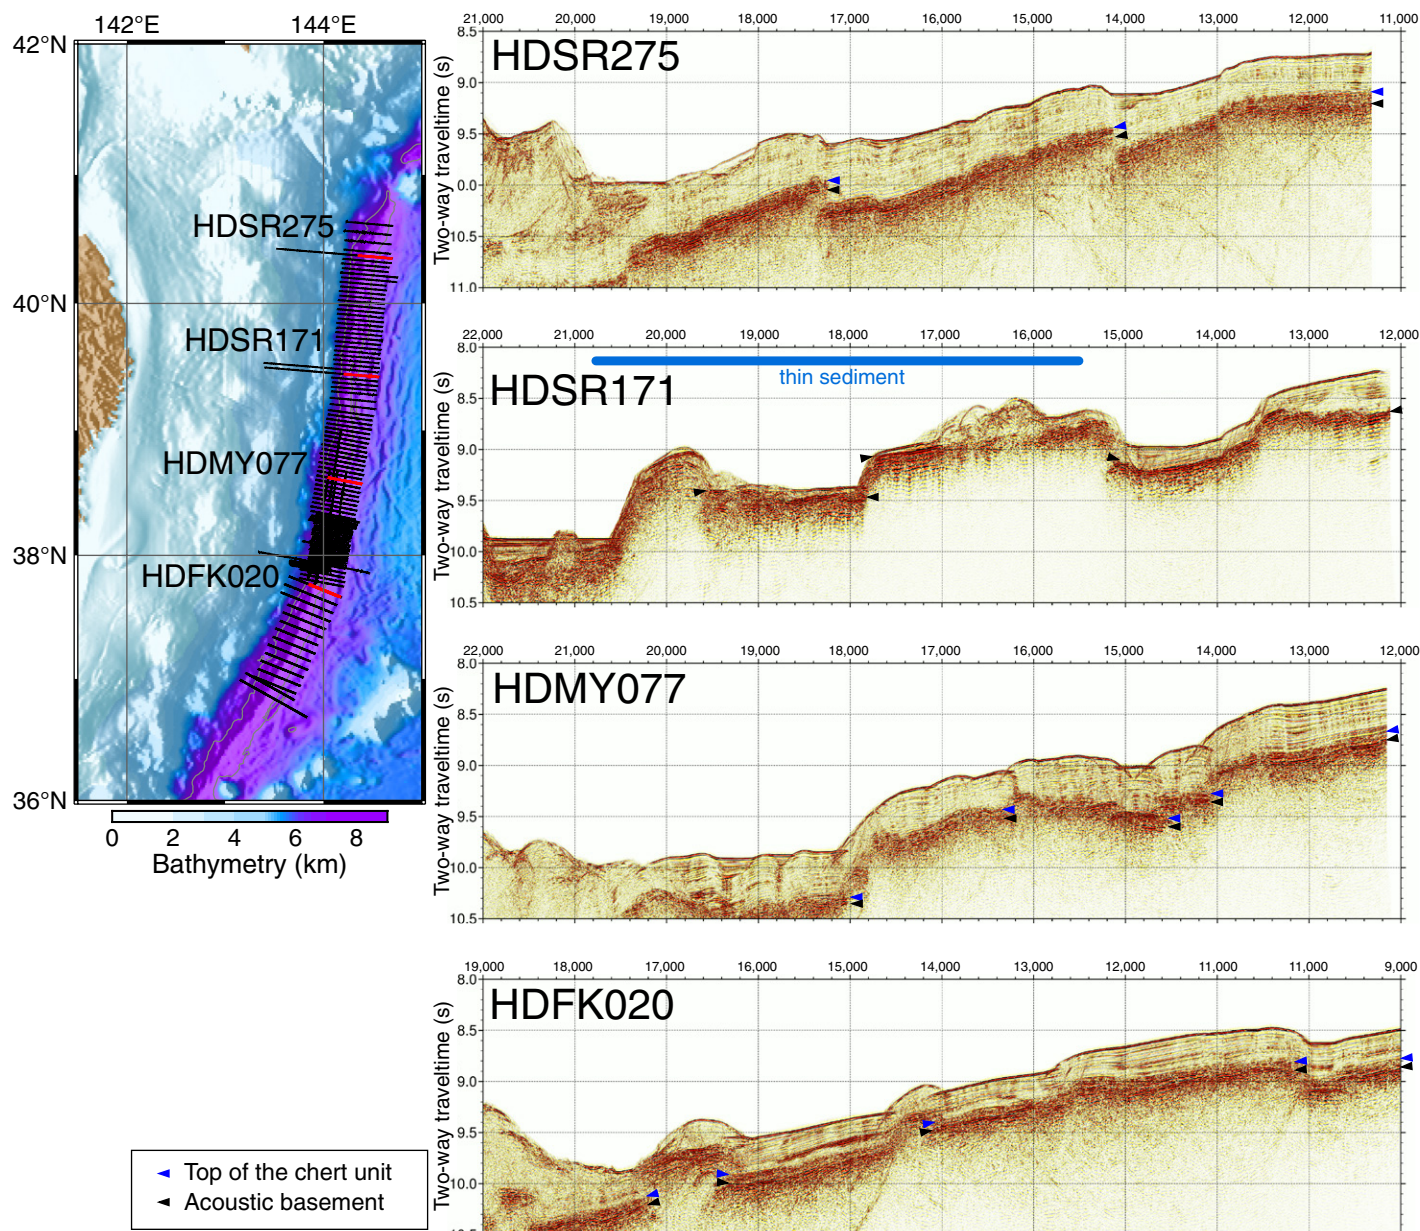 142°E 144°E
42°N
40°N
38°N
36°N
HDSR275
HDSR171
HDMY077
HDFK020
0 2 4 6 8
Bathymetry (km)
21,000 20,000 19,000 18,000 17,000 16,000 15,000 14,000 13,000 12,000 11,000
HDSR275
Two-way traveltime (s)
8.5
9.0
9.5
0.0
10.5
11.0
22,000 21,000 20,000 19,000 18,000 17,000 16,000 15,000 14,000 13,000 12,000
thin sediment
HDSR171
Two-way traveltime (s)
8.0
8.5
9.0
9.5
10.0
10.5
22,000 21,000 20,000 19,000 18,000 17,000 16,000 15,000 14,000 13,000 12,000
HDMY077
Two-way traveltime (s)
8.0
8.5
9.0
9.5
10.0
10.5
19,000 18,000 17,000 16,000 15,000 14,000 13,000 12,000 11,000 9,000
HDFK020
Two-way traveltime (s)
8.0
8.5
9.0
9.5
10.0
Top of the chert unit
Acoustic basement